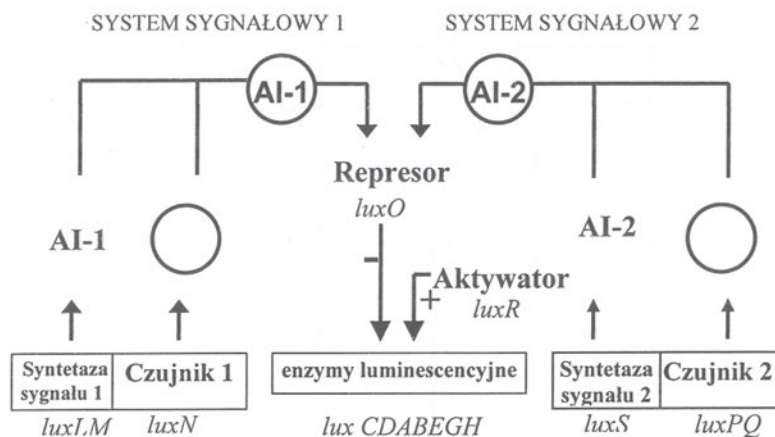 SYSTEM SYGNAŁOWY 1
SYSTEM SYGNAŁOWY 2
AI-1
AI-2
Represor
luxO
AI-1
AI-2
-
Aktywator
+
luxR
Syntetaza
sygnału 1
Czujnik 1
enzymy luminescencyjne
Syntetaza
sygnału 2
Czujnik 2
luxLM
luxN
lux CDABEGH
luxS
luxPQ